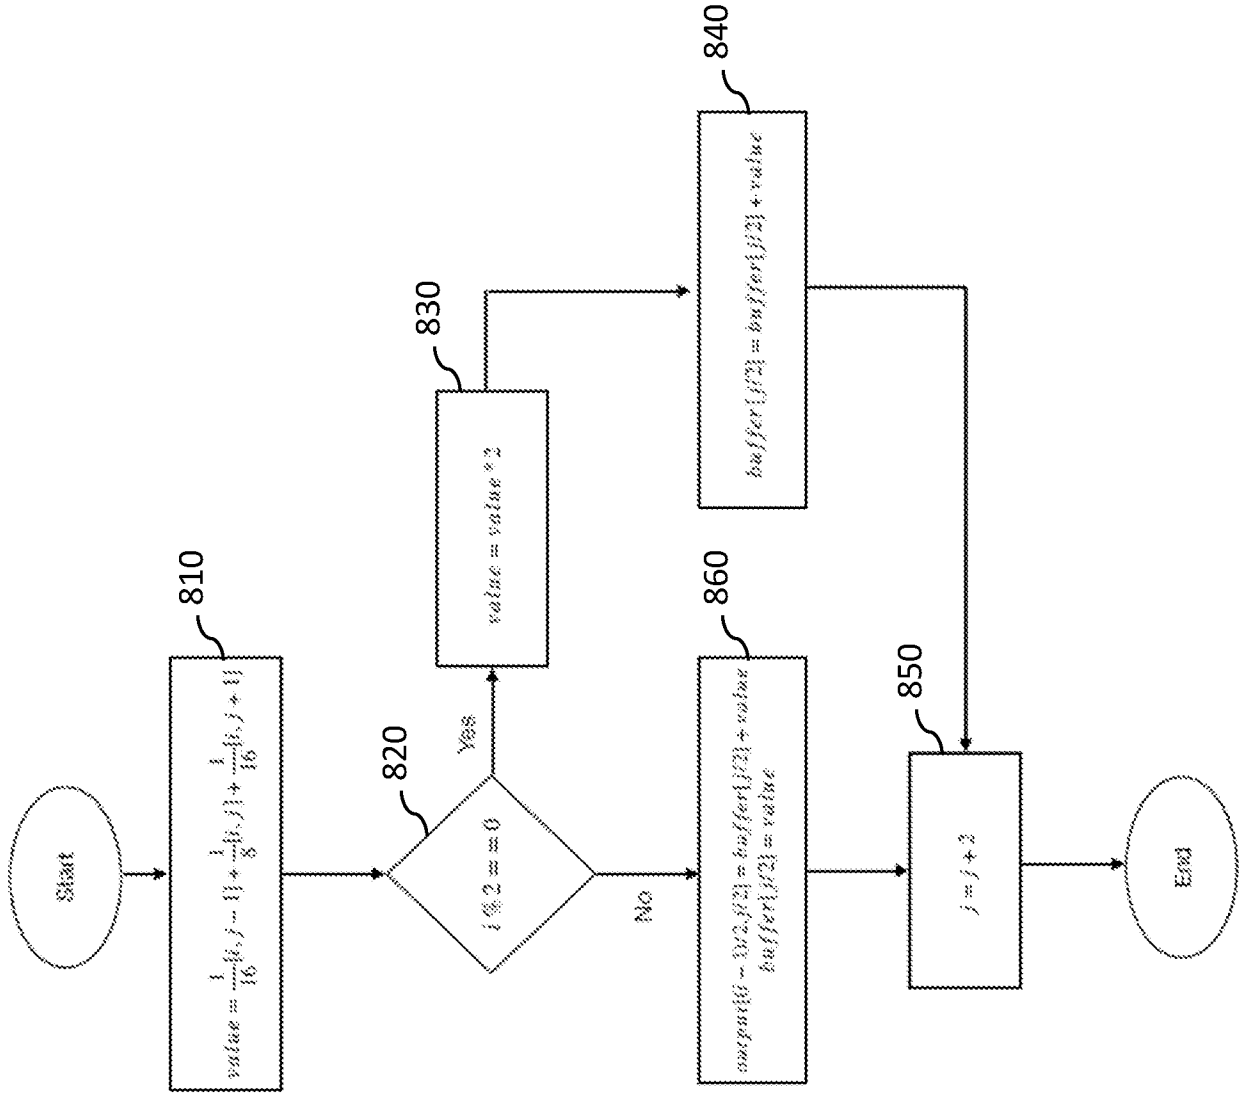 Start
810
value = 1/16 [i, j − 1] + 1/8 [i, j] + 1/16 [i, j + 1]
820
i % 2 == 0
Yes
830
value = value * 2
840
buffer[j/2] = buffer[j/2] + value
No
860
output[(i − 1)/2, j/2] = buffer[j/2] + value
buffer[j/2] = value
850
j = j + 2
End